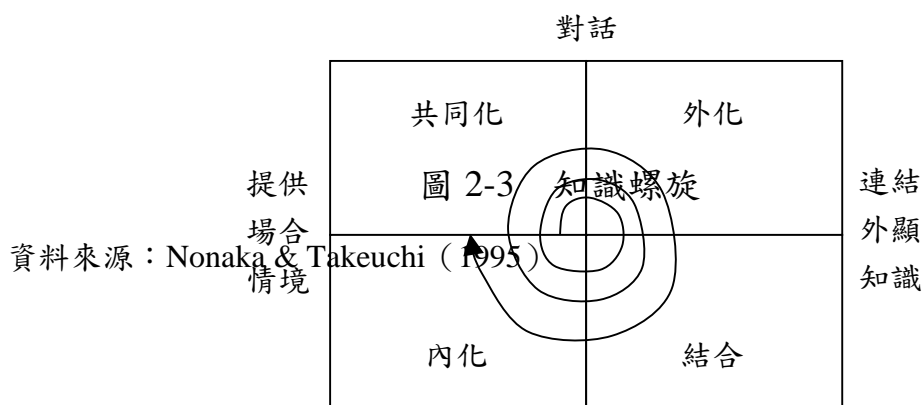 對話
共同化
外化
提供
場合
情境
圖 2-3 知識螺旋
連結
外顯
知識
資料來源：Nonaka & Takeuchi（1995）
內化
結合